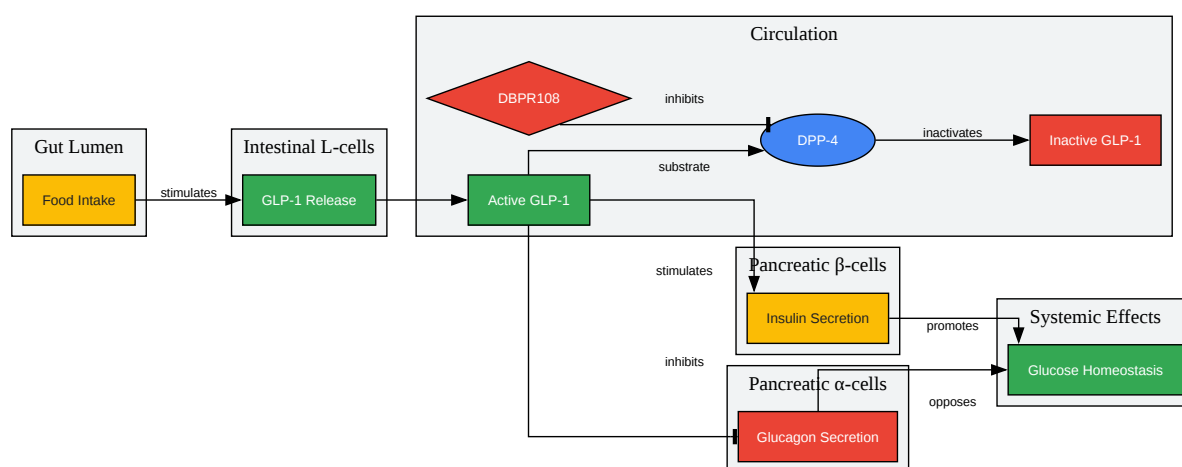 Circulation
DBPR108
inhibits
DPP-4
inactivates
Inactive GLP-1
substrate
Gut Lumen
Food Intake
stimulates
Intestinal L-cells
GLP-1 Release
Active GLP-1
stimulates
Pancreatic β-cells
Insulin Secretion
promotes
Systemic Effects
Glucose Homeostasis
inhibits
Pancreatic α-cells
Glucagon Secretion
opposes